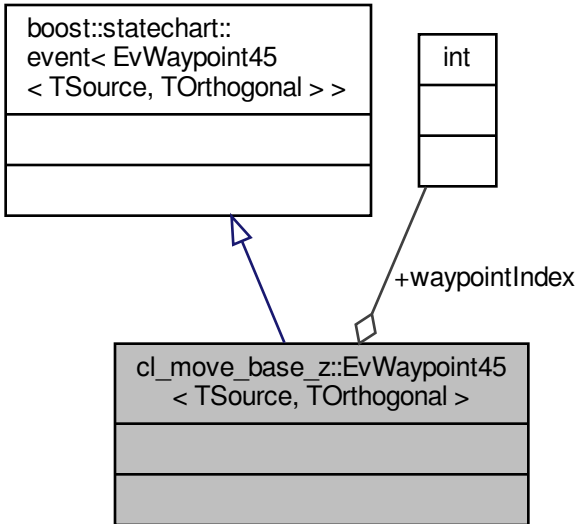 boost::statechart::
event< EvWaypoint45
< TSource, TOrthogonal > >
int
+waypointIndex
cl_move_base_z::EvWaypoint45
< TSource, TOrthogonal >